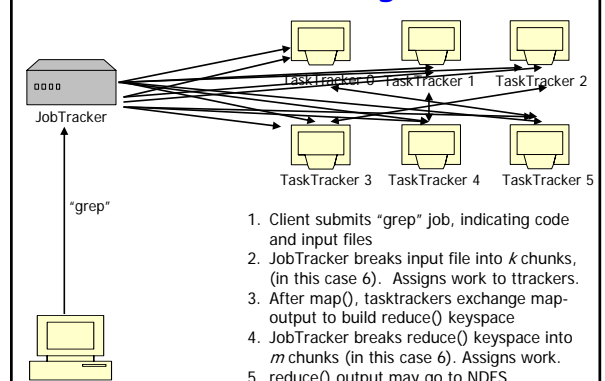 TaskTracker 0 TaskTracker 1 TaskTracker 2
JobTracker
TaskTracker 3 TaskTracker 4 TaskTracker 5
"grep"
1. Client submits "grep" job, indicating code
and input files
2. JobTracker breaks input file into k chunks,
(in this case 6). Assigns work to ttrackers.
3. After map(), tasktrackers exchange map-
output to build reduce() keyspace
4. JobTracker breaks reduce() keyspace into
m chunks (in this case 6). Assigns work.
5. reduce() output may go to NDFS